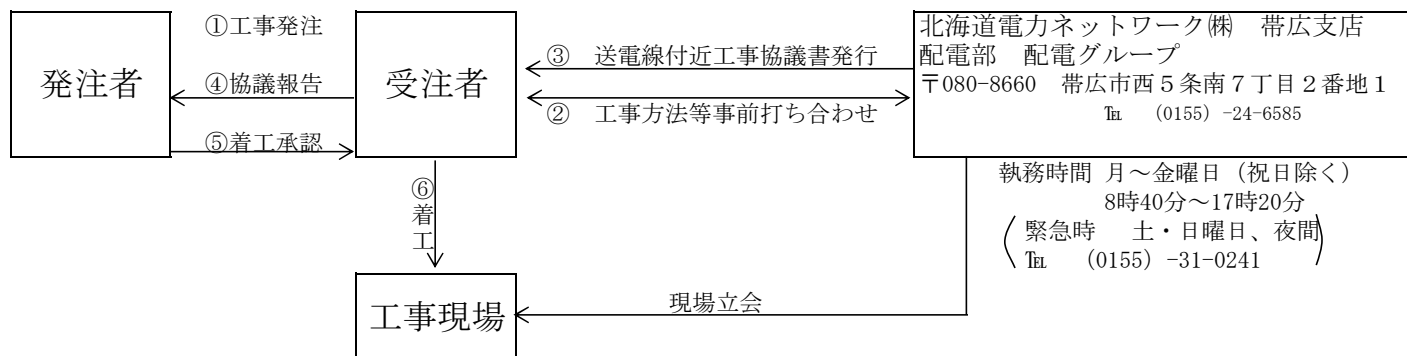 ①工事発注
発注者
④協議報告
⑤着工承認
受注者
③　送電線付近工事協議書発行
②　工事方法等事前打ち合わせ
北海道電力ネットワーク㈱　帯広支店
配電部　配電グループ
〒080-8660　帯広市西５条南７丁目２番地１
℡　（0155）-24-6585
執務時間 月～金曜日（祝日除く）
8時40分～17時20分
緊急時　土・日曜日、夜間
℡　（0155）-31-0241
⑥着工
工事現場
現場立会